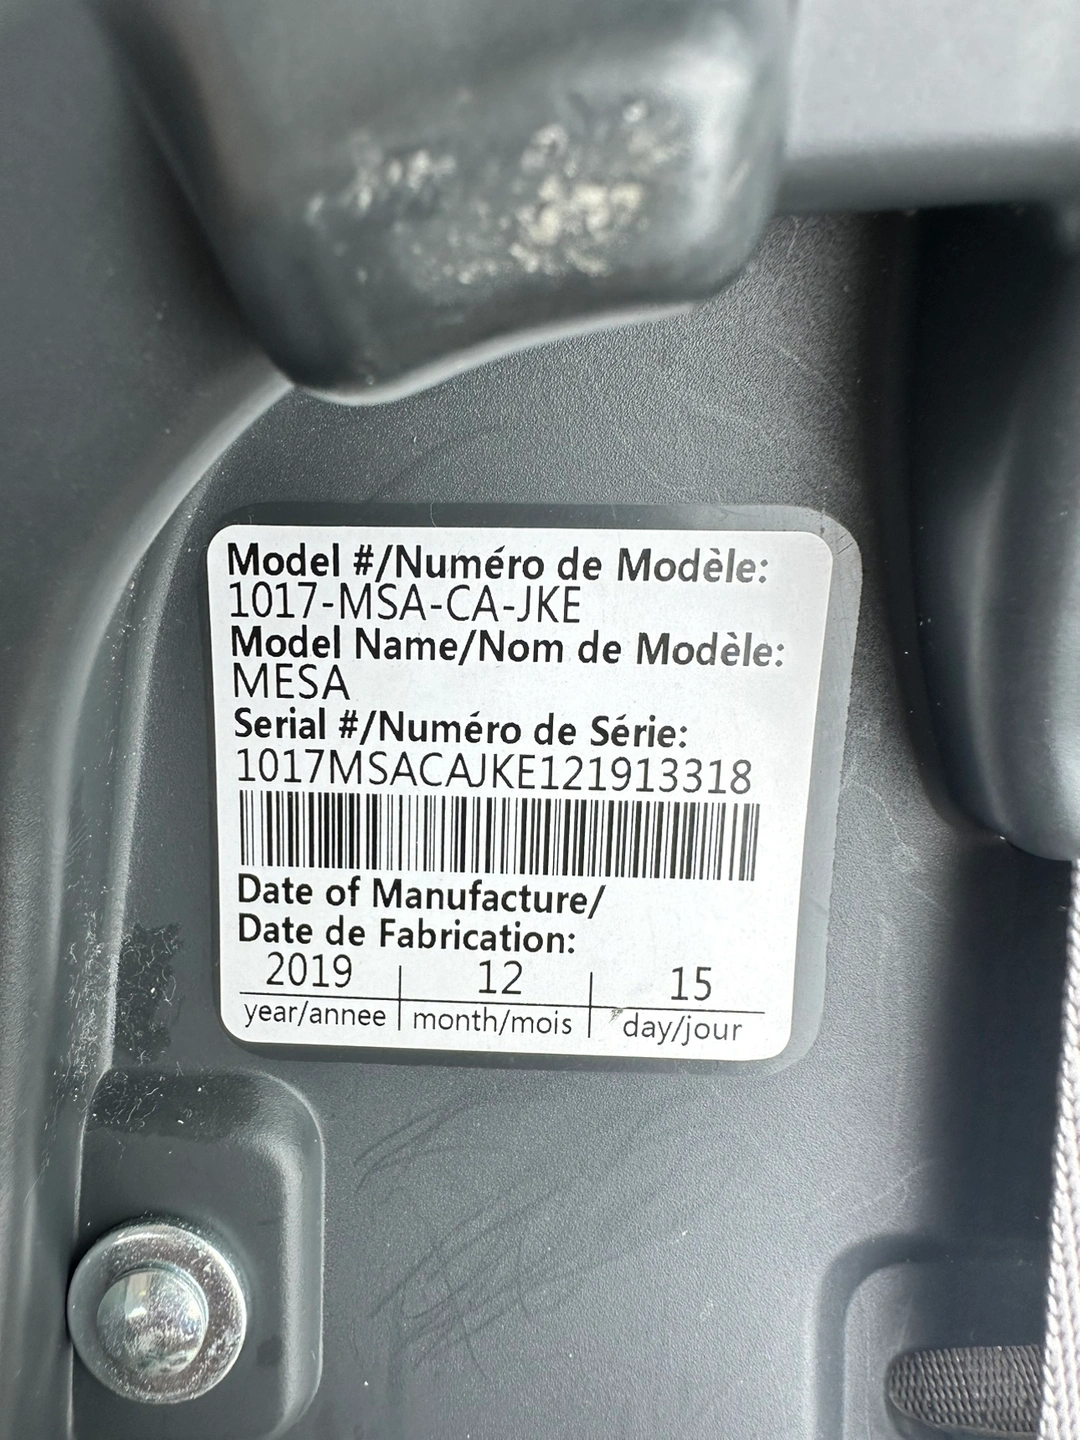 Model #/Numéro de Modèle:
1017-MSA-CA-JKE
Model Name/Nom de Modèle:
MESA
Serial #/Numéro de Série:
1017MSACAJKE121913318
Date of Manufacture/
Date de Fabrication:
2019 | 12 | 15
year/annee | month/mois | day/jour